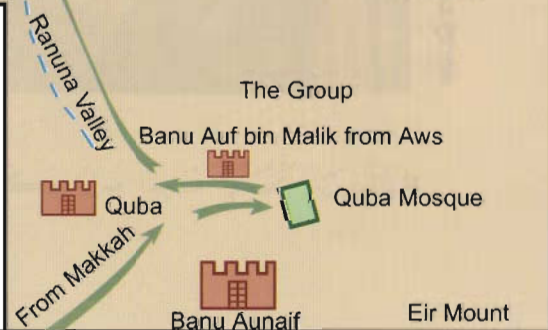 Ranuna Valley
The Group
Banu Auf bin Malik from Aws
Quba Mosque
Quba
From Makkah
Banu Aunaif
Eir Mount